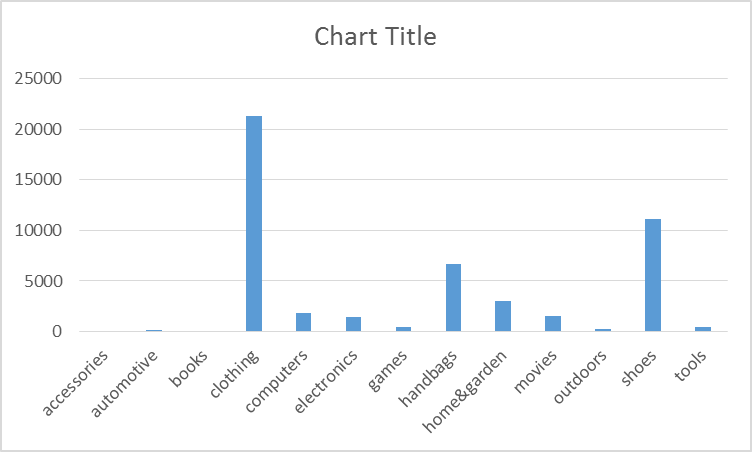 Chart Title
25000
20000
15000
10000
5000
0
accessories
automotive
books
clothing
computers
electronics
games
handbags
home&garden
movies
outdoors
shoes
tools